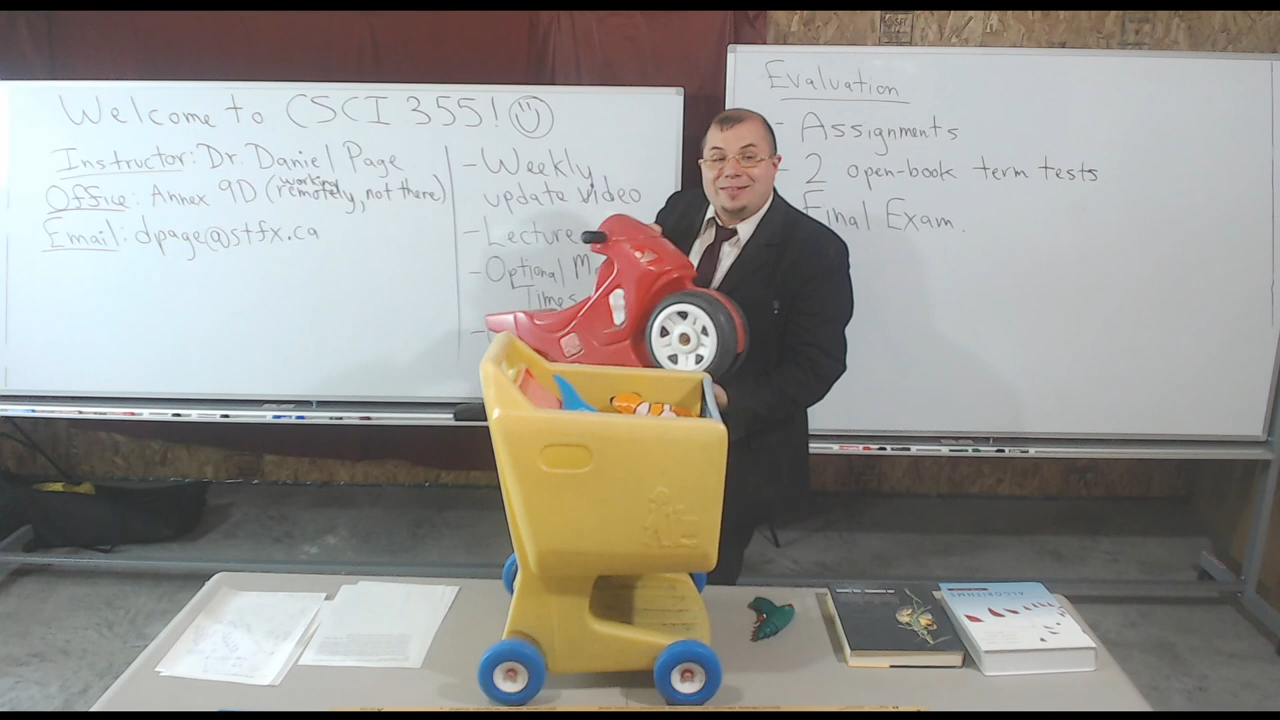 Welcome to CSCI 355!
Instructor: Dr. Daniel Page
Office: Annex 9D (working remotely, not there)
Email: dpage@stfx.ca
- Weekly
update video
- Lecture
- Optional
Times
Evaluation
- Assignments
- 2 open-book term tests
Final Exam.
ALGORITHMS